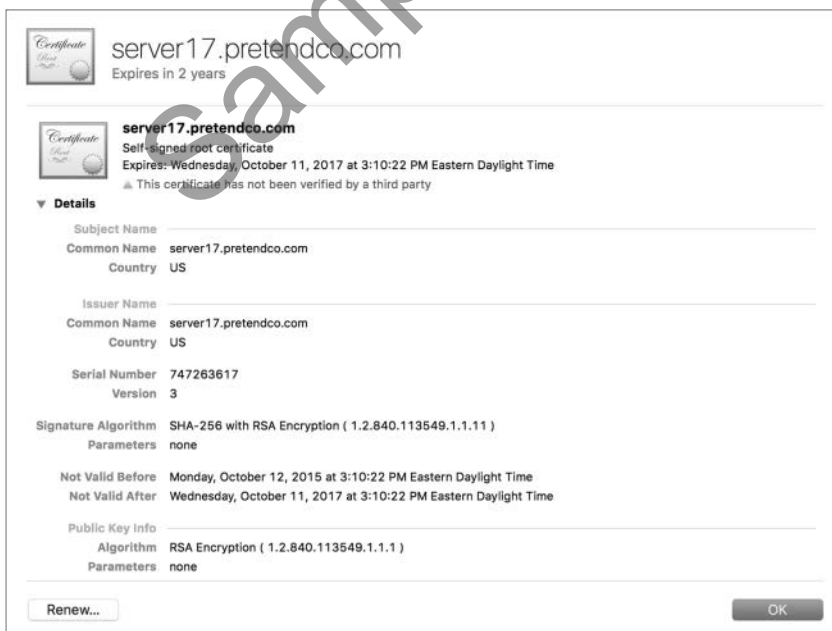 Certificate
Root
server17.pretendco.com
Expires in 2 years
Certificate
Root
server17.pretendco.com
Self-signed root certificate
Expires: Wednesday, October 11, 2017 at 3:10:22 PM Eastern Daylight Time
This certificate has not been verified by a third party
Details
Subject Name
Common Name server17.pretendco.com
Country US
Issuer Name
Common Name server17.pretendco.com
Country US
Serial Number 747263617
Version 3
Signature Algorithm SHA-256 with RSA Encryption ( 1.2.840.113549.1.1.11 )
Parameters none
Not Valid Before Monday, October 12, 2015 at 3:10:22 PM Eastern Daylight Time
Not Valid After Wednesday, October 11, 2017 at 3:10:22 PM Eastern Daylight Time
Public Key Info
Algorithm RSA Encryption ( 1.2.840.113549.1.1.1 )
Parameters none
Renew...
OK